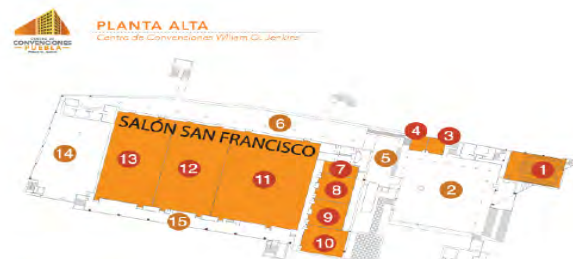 PLANTA ALTA
Centro de Convenciones William O. Jenkins
CENTRO DE
CONVENCIONES
PUEBLA
SALÓN SAN FRANCISCO
6
4
3
5
1
14
13
12
11
7
8
2
9
15
10